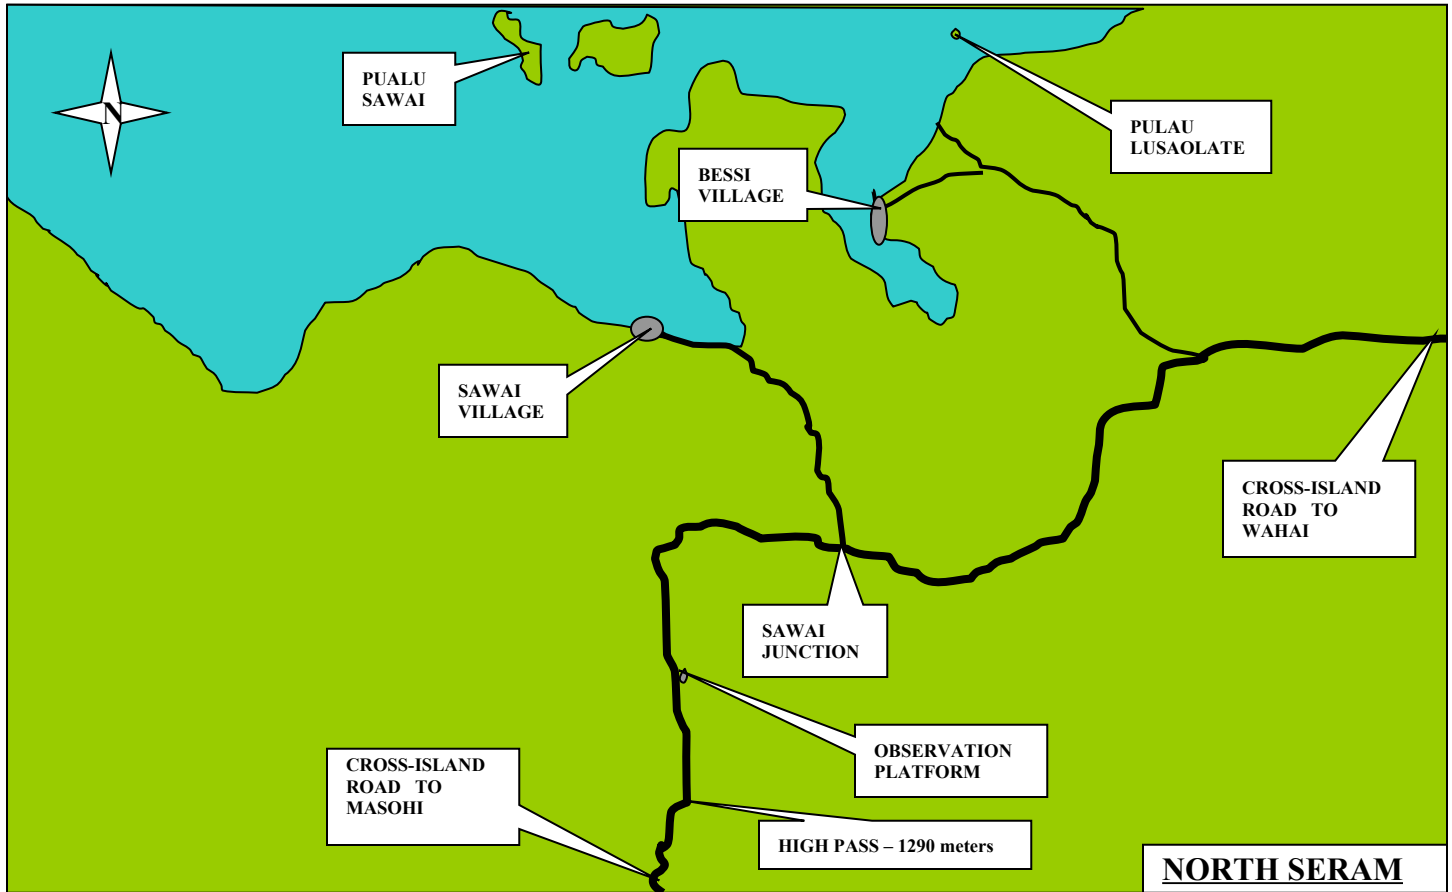 PUALU
SAWAI
N
PULAU
LUSAOLATE
BESSI
VILLAGE
SAWAI
VILLAGE
CROSS-ISLAND
ROAD TO
WAHAI
SAWAI
JUNCTION
OBSERVATION
PLATFORM
CROSS-ISLAND
ROAD TO
MASOHI
HIGH PASS – 1290 meters
NORTH SERAM